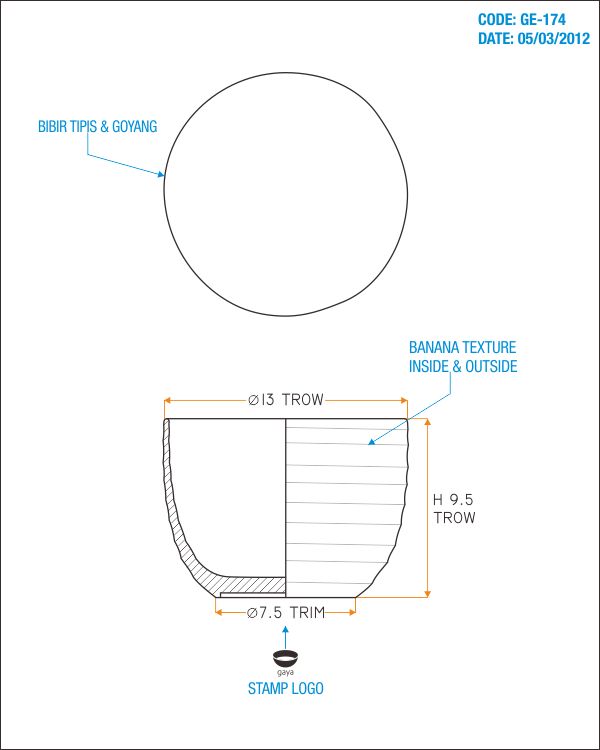 CODE: GE-174
DATE: 05/03/2012
BIBIR TIPIS & GOYANG
BANANA TEXTURE
INSIDE & OUTSIDE
Ø13 TROW
H 9.5
TROW
Ø7.5 TRIM
gaya
STAMP LOGO